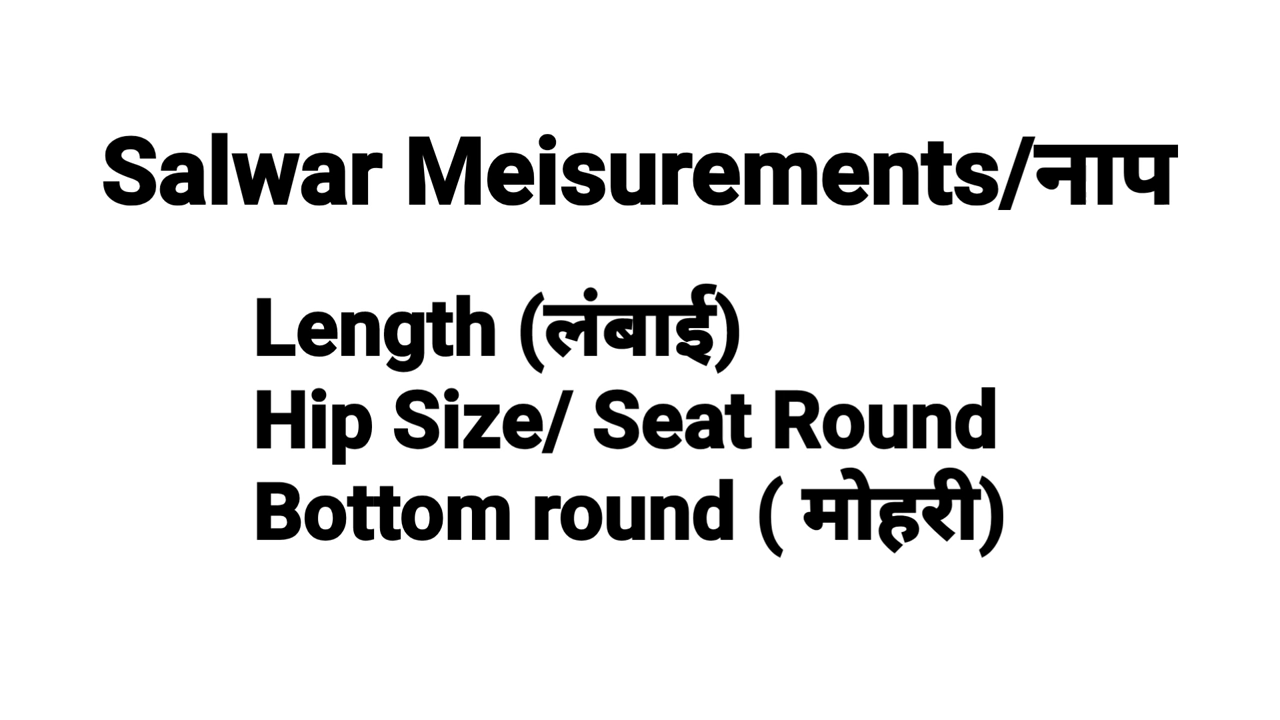 Salwar Meisurements/नाप
Length (लंबाई)
Hip Size/ Seat Round
Bottom round ( मोहरी)